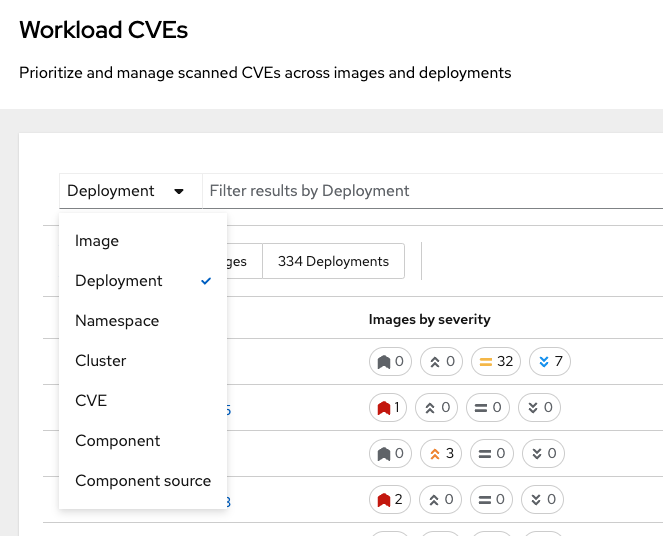 Workload CVEs
Prioritize and manage scanned CVEs across images and deployments
Deployment Filter results by Deployment
Image
Deployment
Namespace
Cluster
CVE
Component
Component source
334 Deployments
Images by severity
0 0 32 7
1 0 0 0
0 3 0 0
2 0 0 0